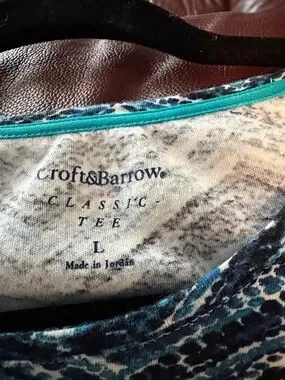 Croft&Barrow®
CLASSIC
TEE
L
Made in Jordan